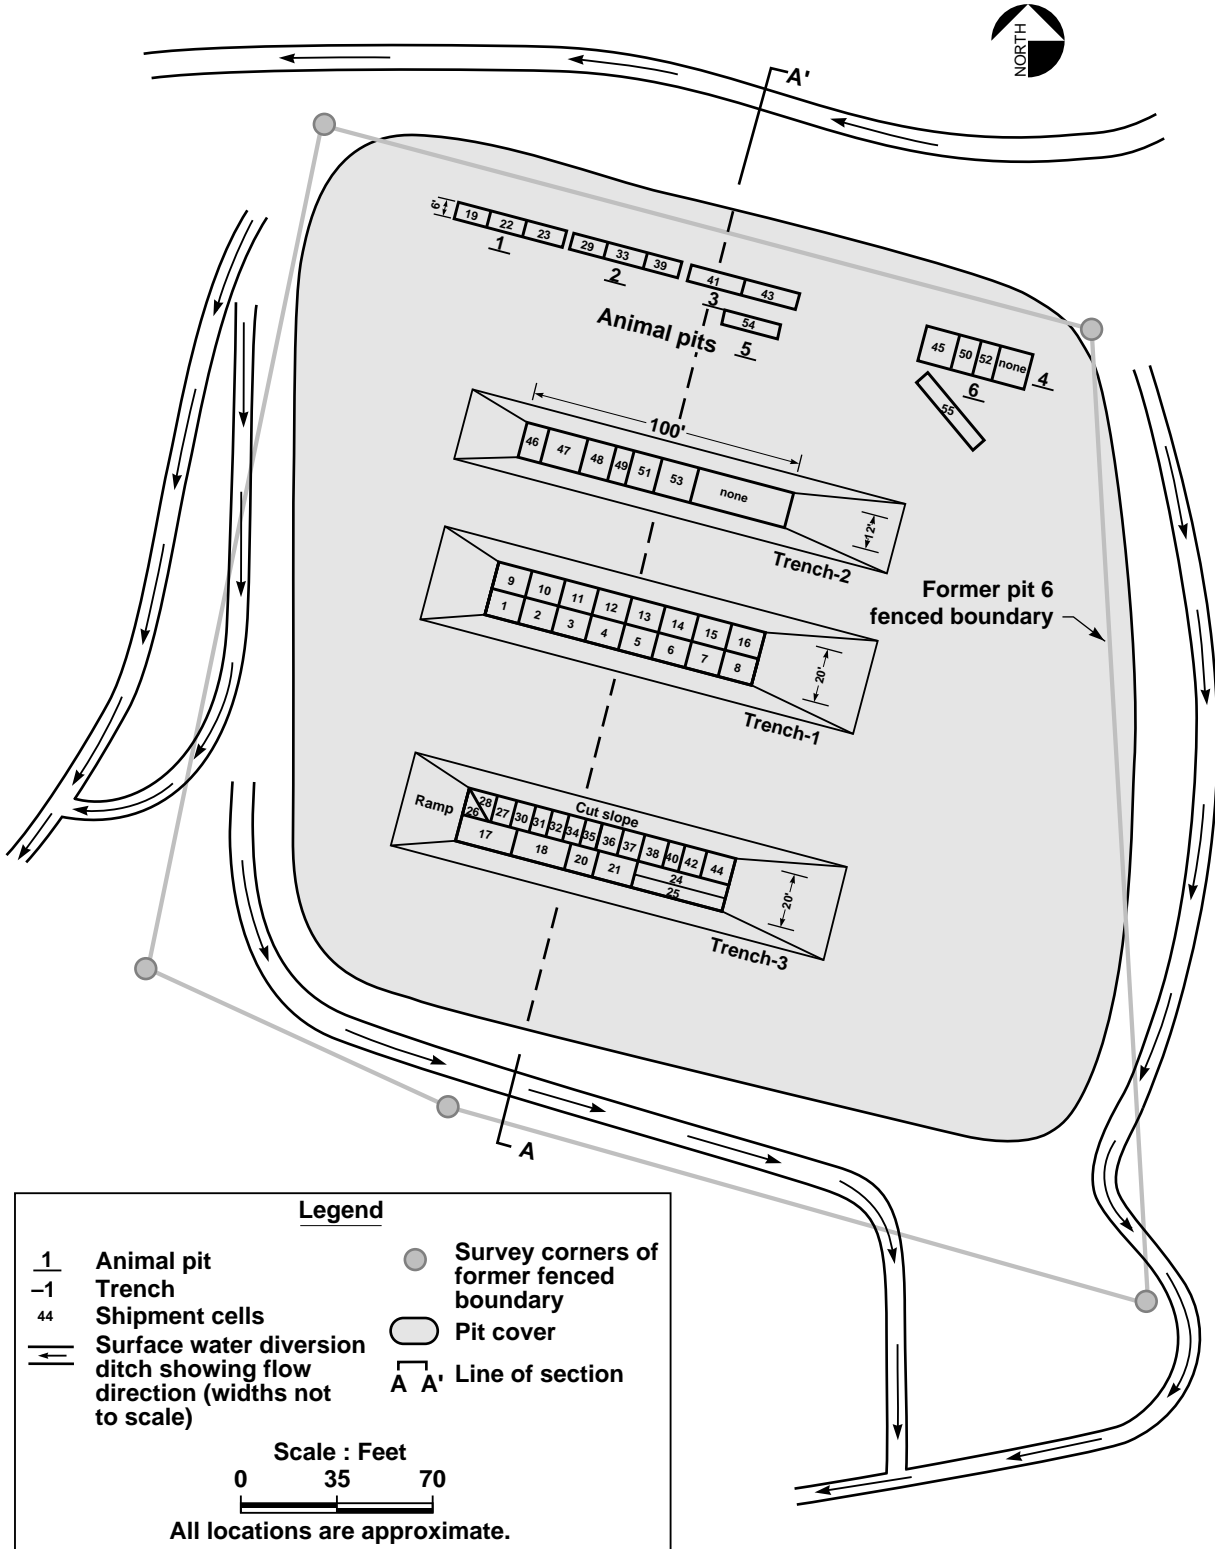 NORTH
A'
6'
19 22 23
1
29 33 39
2
41 43
3
54
5
Animal pits
45 50 52 none
4
6
55
100'
46 47 48 49 51 53 none
12'
Trench-2
Former pit 6
fenced boundary
9 10 11 12 13 14 15 16
1 2 3 4 5 6 7 8
20'
Trench-1
Ramp
Cut slope
26 28 27 30 31 32 34 35 36 37 38 40 42 44
17 18 20 21 24
25
20'
Trench-3
A
Legend
1 Animal pit
–1 Trench
44 Shipment cells
Surface water diversion
ditch showing flow
direction (widths not
to scale)
Survey corners of
former fenced
boundary
Pit cover
A A' Line of section
Scale : Feet
0 35 70
All locations are approximate.